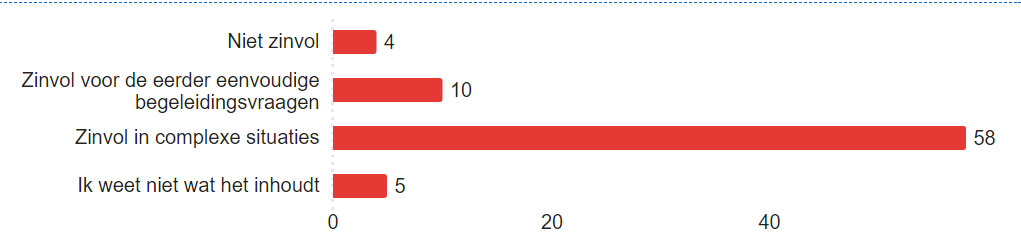 Niet zinvol 4
Zinvol voor de eerder eenvoudige
begeleidingsvraagen 10
Zinvol in complexe situaties 58
Ik weet niet wat het inhoudt 5
0 20 40